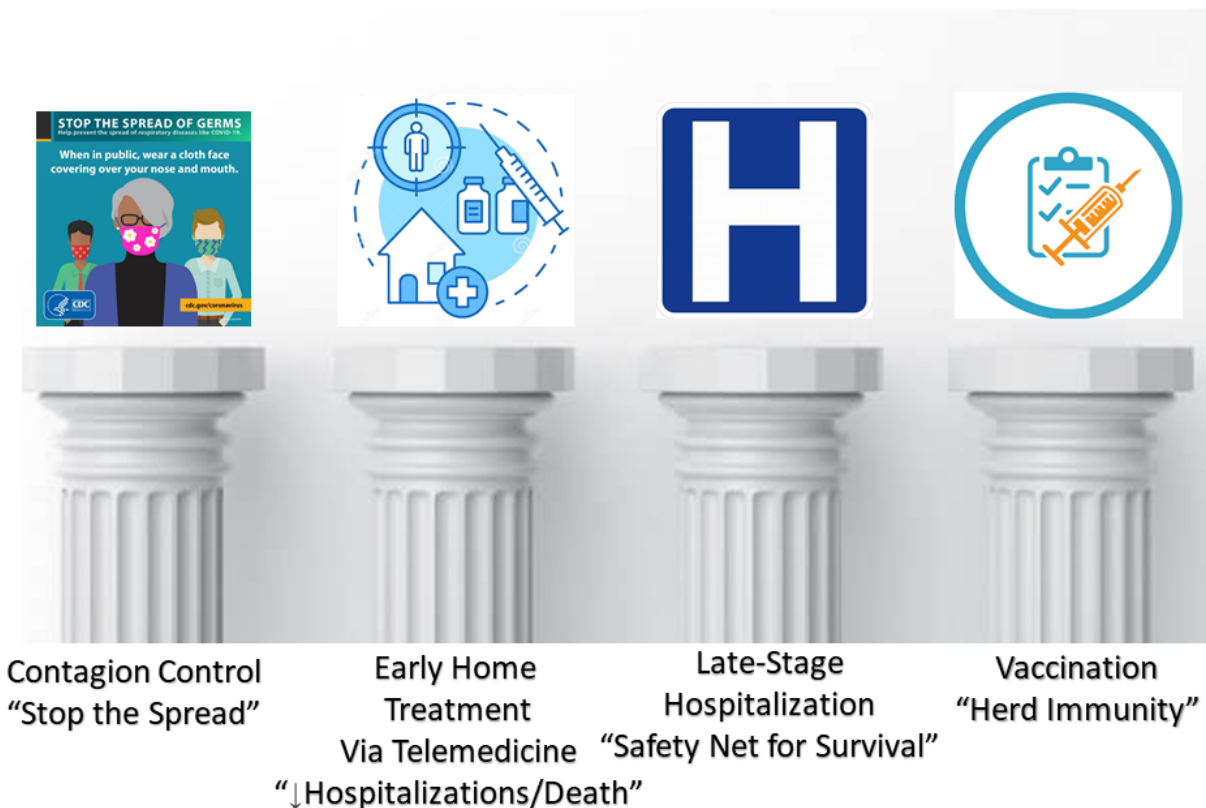 STOP THE SPREAD OF GERMS
Help prevent the spread of respiratory diseases like COVID-19.
When in public, wear a cloth face
covering over your nose and mouth.
CDC
cdc.gov/coronavirus
H
Contagion Control
“Stop the Spread”
Early Home
Treatment
Via Telemedicine
“↓Hospitalizations/Death”
Late-Stage
Hospitalization
“Safety Net for Survival”
Vaccination
“Herd Immunity”